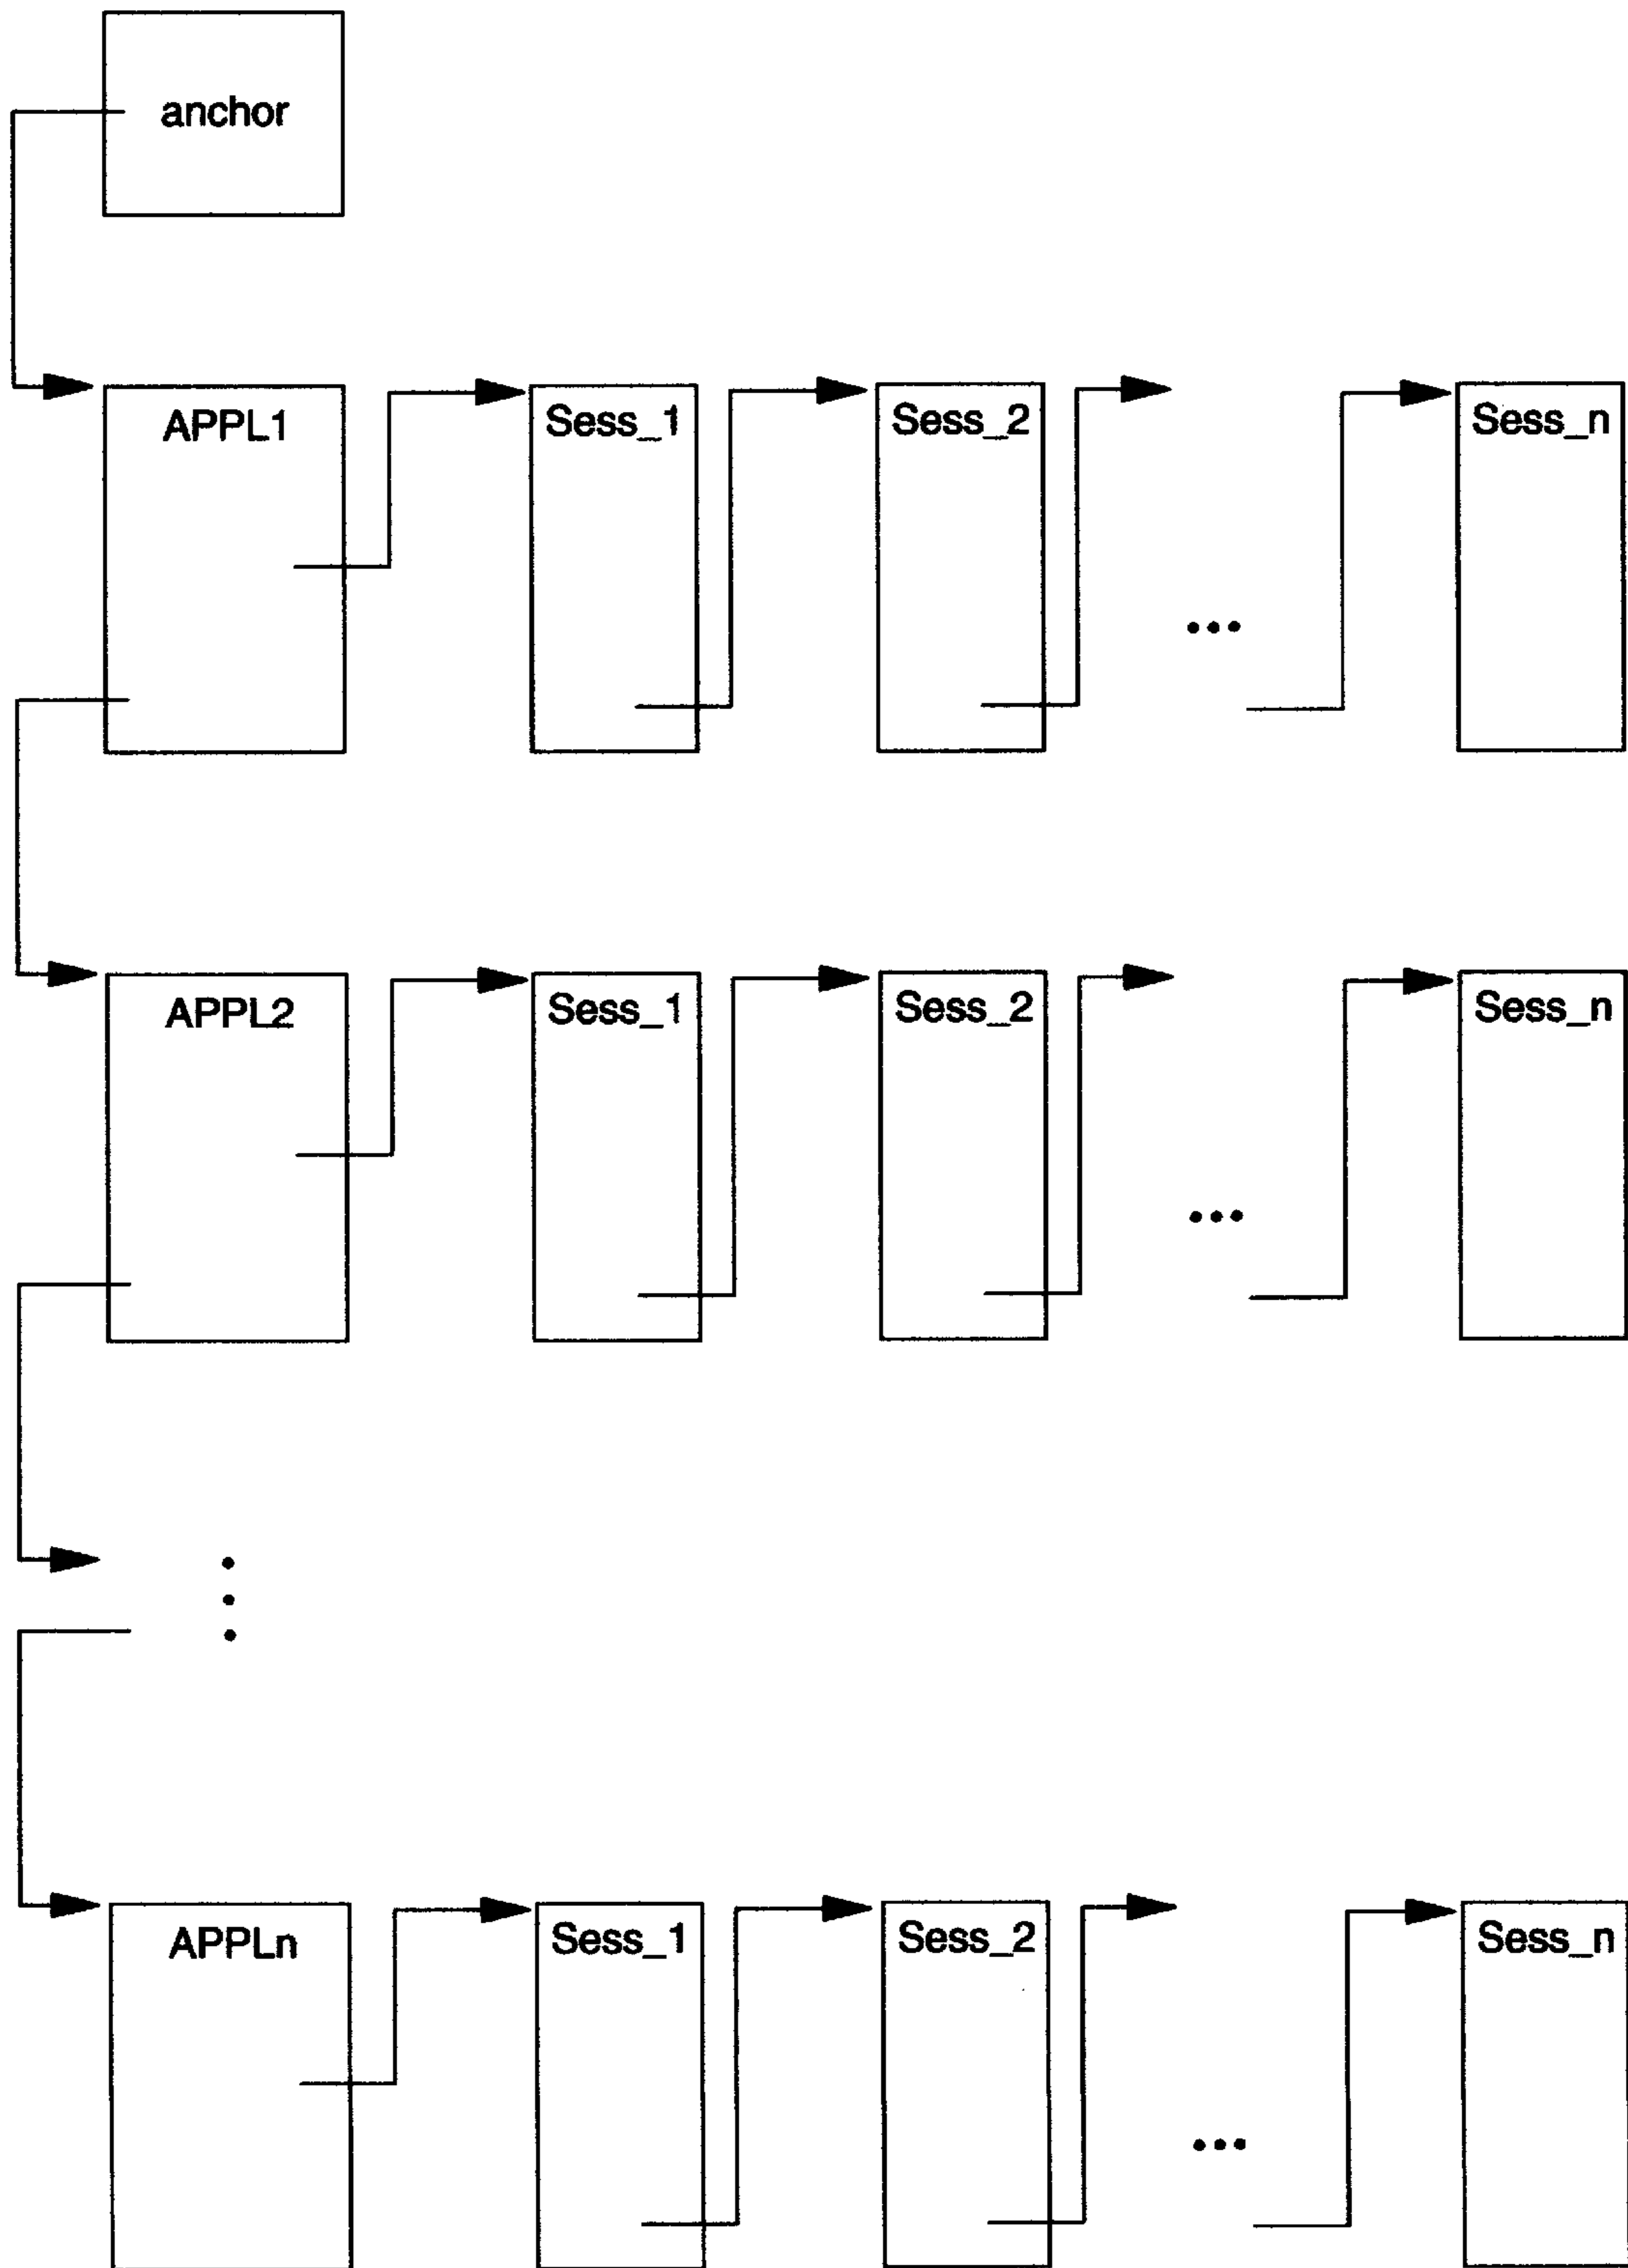 anchor
APPL1 Sess_1 Sess_2 Sess_n
...
APPL2 Sess_1 Sess_2 Sess_n
...
APPLn Sess_1 Sess_2 Sess_n
...